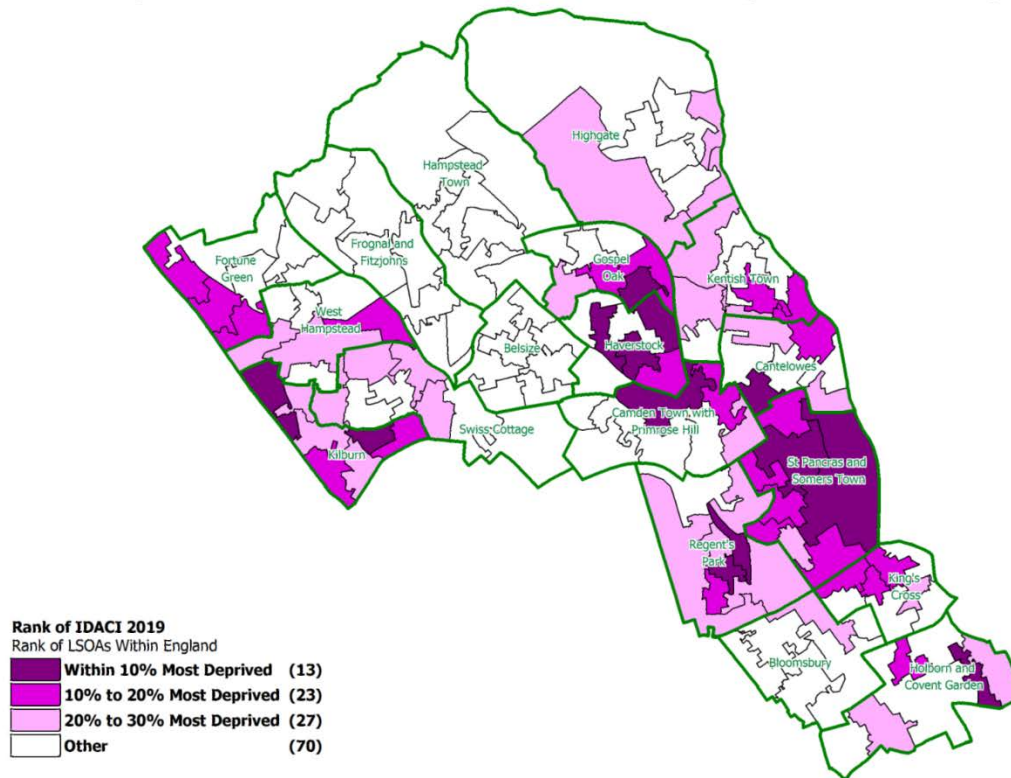 Highgate
Hampstead
Town
Frognal and
Fitzjohns
Fortune
Green
Gospel
Oak
Kentish Town
West
Hampstead
Belsize
Haverstock
Cantelowes
Camden Town with
Primrose Hill
Swiss Cottage
Kilburn
St Pancras and
Somers Town
Regent's
Park
King's
Cross
Bloomsbury
Holborn and
Covent Garden
Rank of IDACI 2019
Rank of LSOAs Within England
Within 10% Most Deprived (13)
10% to 20% Most Deprived (23)
20% to 30% Most Deprived (27)
Other (70)